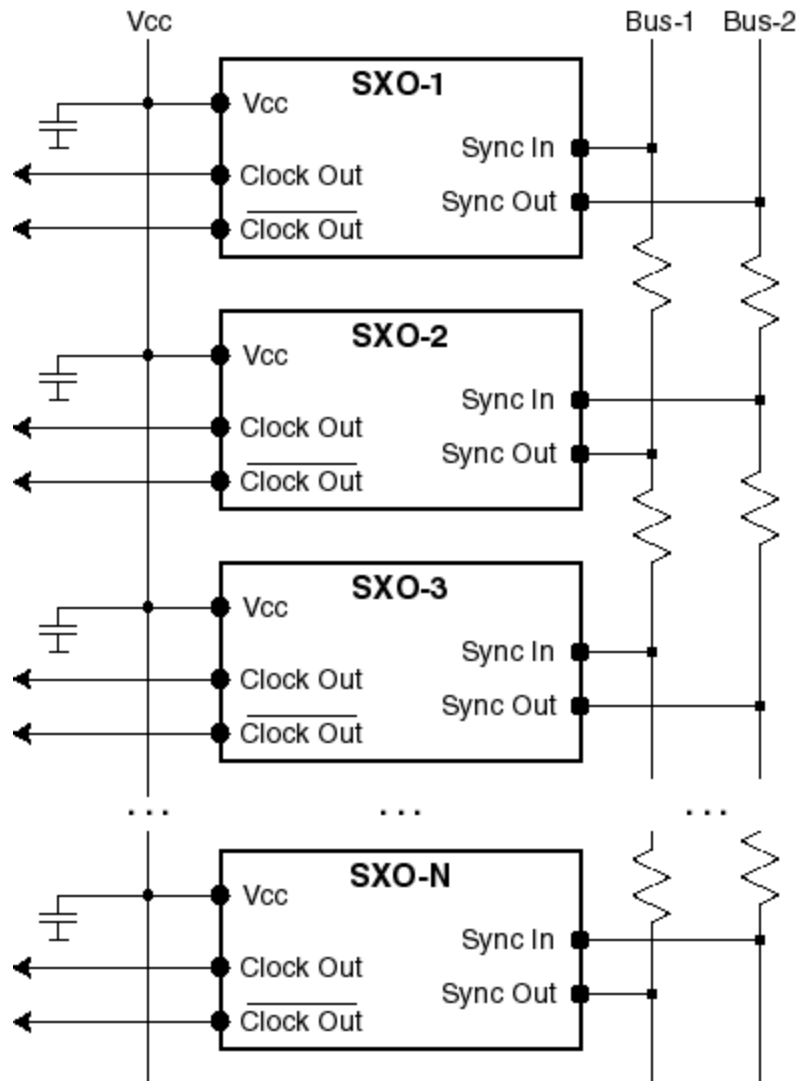 Vcc Bus-1 Bus-2
SXO-1
Vcc
Sync In
Clock Out
Sync Out
Clock Out
SXO-2
Vcc
Sync In
Clock Out
Sync Out
Clock Out
SXO-3
Vcc
Sync In
Clock Out
Sync Out
Clock Out
... ... ...
SXO-N
Vcc
Sync In
Clock Out
Sync Out
Clock Out